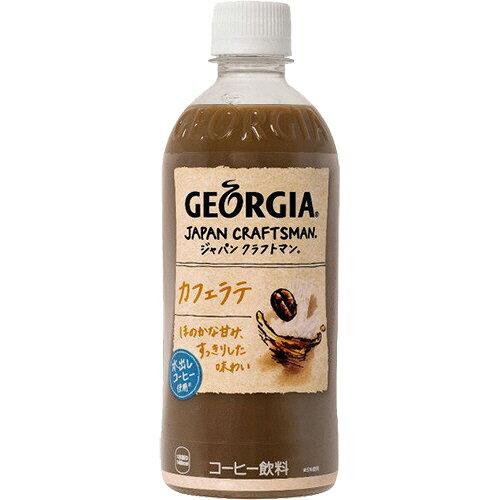 GEORGIA
GEORGIA®
JAPAN CRAFTSMAN.
ジャパン クラフトマン。
カフェラテ
ほのかな甘み、
すっきりした
味わい
水出し
コーヒー
使用※
コーヒー飲料